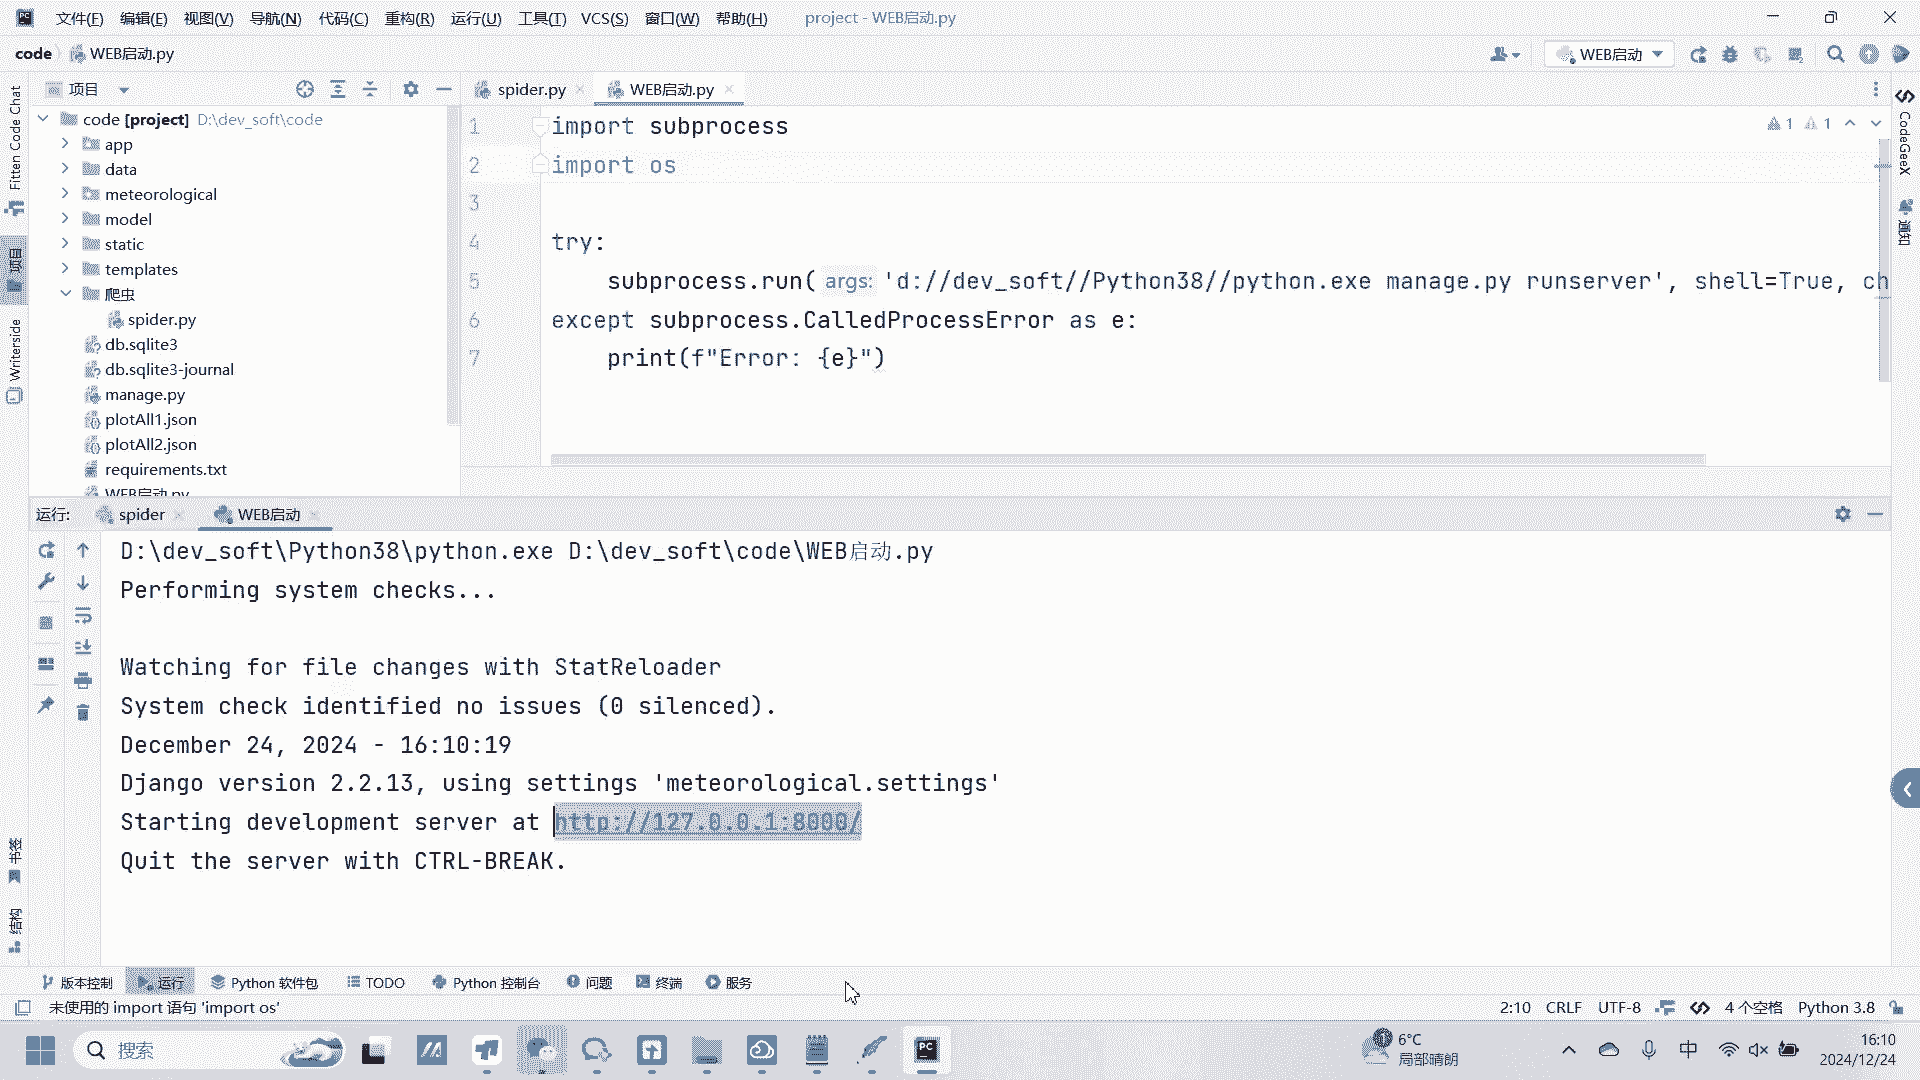 文件(F) 编辑(E) 视图(V) 导航(N) 代码(C) 重构(R) 运行(U) 工具(T) VCS(S) 窗口(W) 帮助(H) project - WEB启动.py
code WEB启动.py WEB启动
项目 spider.py WEB启动.py
code [project] D:\dev_soft\code
app
data
meteorological
model
static
templates
爬虫
spider.py
db.sqlite3
db.sqlite3-journal
manage.py
plotAll1.json
plotAll2.json
requirements.txt
WEB启动.py
1 import subprocess
2 import os
3
4 try:
5 subprocess.run( args: 'd://dev_soft//Python38//python.exe manage.py runserver', shell=True, ch
6 except subprocess.CalledProcessError as e:
7 print(f"Error: {e}")
1 1
Fitten Code Chat
项目
Writerside
书签
结构
CodeGeeX
通知
运行: spider WEB启动
D:\dev_soft\Python38\python.exe D:\dev_soft\code\WEB启动.py
Performing system checks...
Watching for file changes with StatReloader
System check identified no issues (0 silenced).
December 24, 2024 - 16:10:19
Django version 2.2.13, using settings 'meteorological.settings'
Starting development server at http://127.0.0.1:8000/
Quit the server with CTRL-BREAK.
版本控制 运行 Python 软件包 TODO Python 控制台 问题 终端 服务
未使用的 import 语句 'import os' 2:10 CRLF UTF-8 4 个空格 Python 3.8
搜索 PC 6°C 中 16:10
局部晴朗 2024/12/24